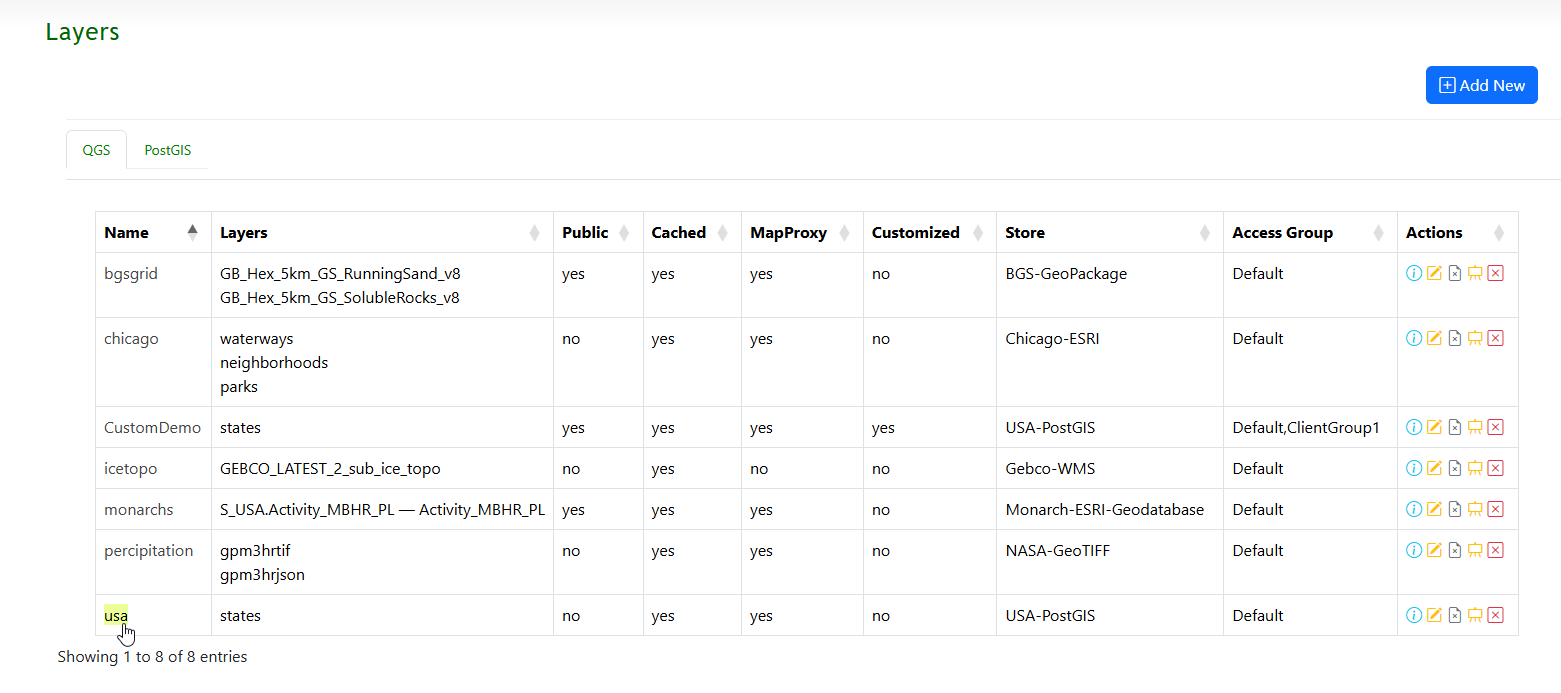 Layers
Add New
QGS PostGIS
Name Layers Public Cached MapProxy Customized Store Access Group Actions
bgsgrid GB_Hex_5km_GS_RunningSand_v8 yes yes yes no BGS-GeoPackage Default
GB_Hex_5km_GS_SolubleRocks_v8
chicago waterways no yes yes no Chicago-ESRI Default
neighborhoods
parks
CustomDemo states yes yes yes yes USA-PostGIS Default,ClientGroup1
icetopo GEBCO_LATEST_2_sub_ice_topo no yes no no Gebco-WMS Default
monarchs S_USA.Activity_MBHR_PL — Activity_MBHR_PL yes yes yes no Monarch-ESRI-Geodatabase Default
percipitation gpm3hrtif no yes yes no NASA-GeoTIFF Default
gpm3hrjson
usa states no yes yes no USA-PostGIS Default
Showing 1 to 8 of 8 entries